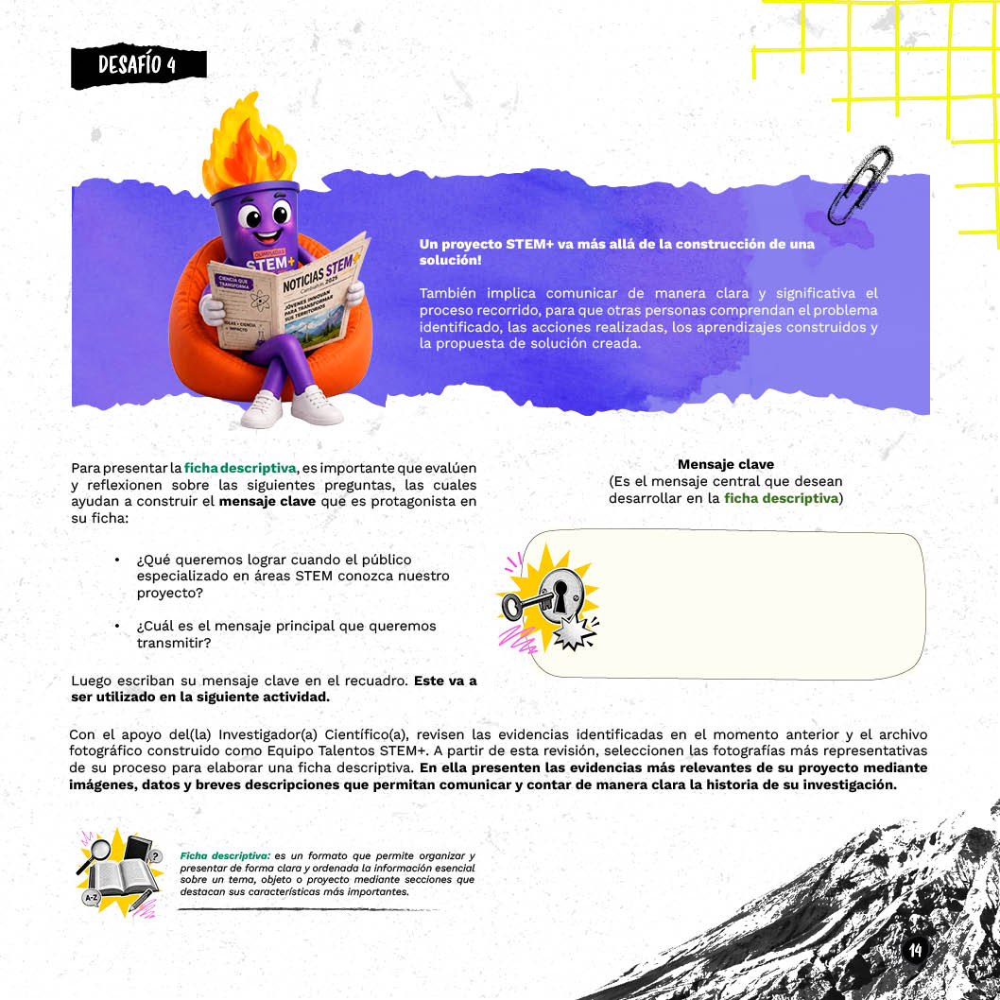 DESAFÍO 4
OLIMPIADAS
STEM+
CIENCIA QUE
TRANSFORMA
IDEAS + CIENCIA
= IMPACTO
NOTICIAS STEM+
2025
JÓVENES INNOVAN
PARA TRANSFORMAR
SUS TERRITORIOS
Un proyecto STEM+ va más allá de la construcción de una
solución!
También implica comunicar de manera clara y significativa el
proceso recorrido, para que otras personas comprendan el problema
identificado, las acciones realizadas, los aprendizajes construidos y
la propuesta de solución creada.
Para presentar la ficha descriptiva, es importante que evalúen
y reflexionen sobre las siguientes preguntas, las cuales
ayudan a construir el mensaje clave que es protagonista en
su ficha:
• ¿Qué queremos lograr cuando el público
especializado en áreas STEM conozca nuestro
proyecto?
• ¿Cuál es el mensaje principal que queremos
transmitir?
Luego escriban su mensaje clave en el recuadro. Este va a
ser utilizado en la siguiente actividad.
Mensaje clave
(Es el mensaje central que desean
desarrollar en la ficha descriptiva)
Con el apoyo del(la) Investigador(a) Científico(a), revisen las evidencias identificadas en el momento anterior y el archivo
fotográfico construido como Equipo Talentos STEM+. A partir de esta revisión, seleccionen las fotografías más representativas
de su proceso para elaborar una ficha descriptiva. En ella presenten las evidencias más relevantes de su proyecto mediante
imágenes, datos y breves descripciones que permitan comunicar y contar de manera clara la historia de su investigación.
?
A-Z
Ficha descriptiva: es un formato que permite organizar y
presentar de forma clara y ordenada la información esencial
sobre un tema, objeto o proyecto mediante secciones que
destacan sus características más importantes.
14